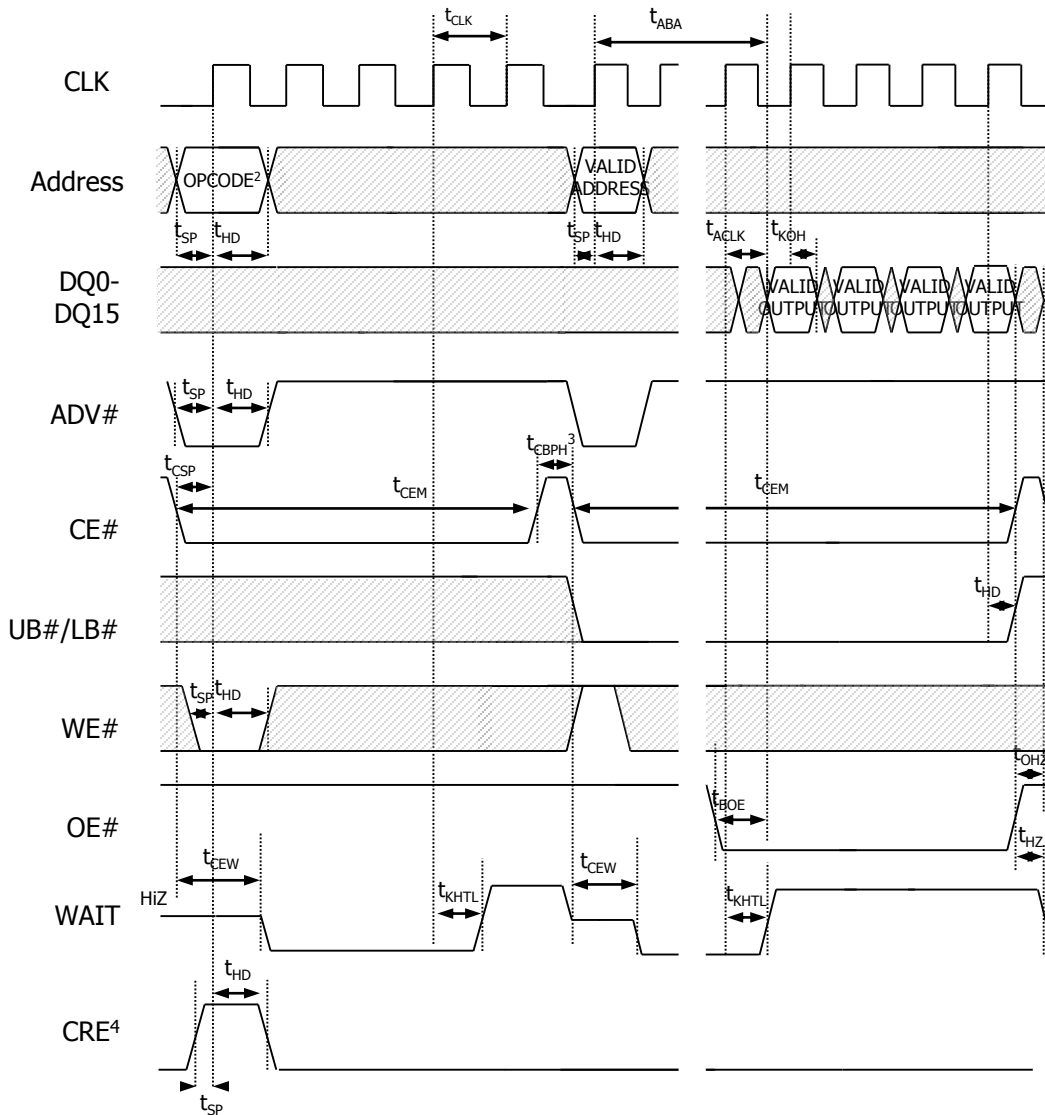 tCLK
tABA
CLK
Address
OPCODE²
VALID
ADDRESS
tSP
tHD
tSP
tHD
tACLK
tKOH
DQ0-
DQ15
VALID
OUTPUT
VALID
OUTPUT
VALID
OUTPUT
VALID
OUTPUT
ADV#
tSP
tHD
tCSP
tCBPH³
tCEM
tCEM
CE#
UB#/LB#
tHD
tSP
tHD
WE#
tOHZ
OE#
tBOE
tHZ
tCEW
tCEW
HiZ
WAIT
tKHTL
tKHTL
tHD
CRE⁴
tSP